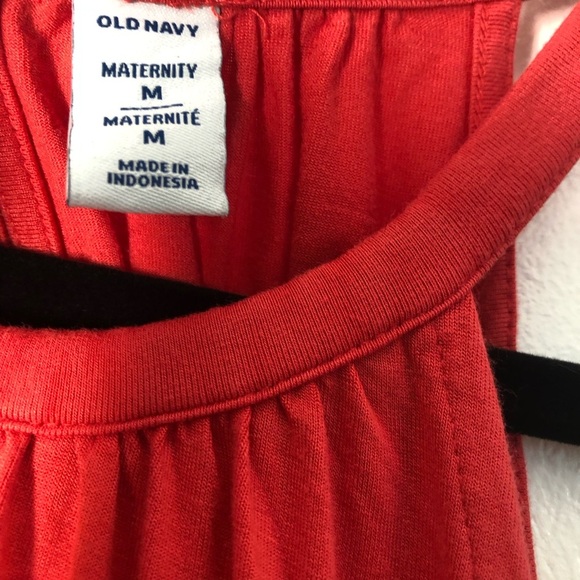 OLD NAVY
MATERNITY
M
MATERNITÉ
M
MADE IN
INDONESIA